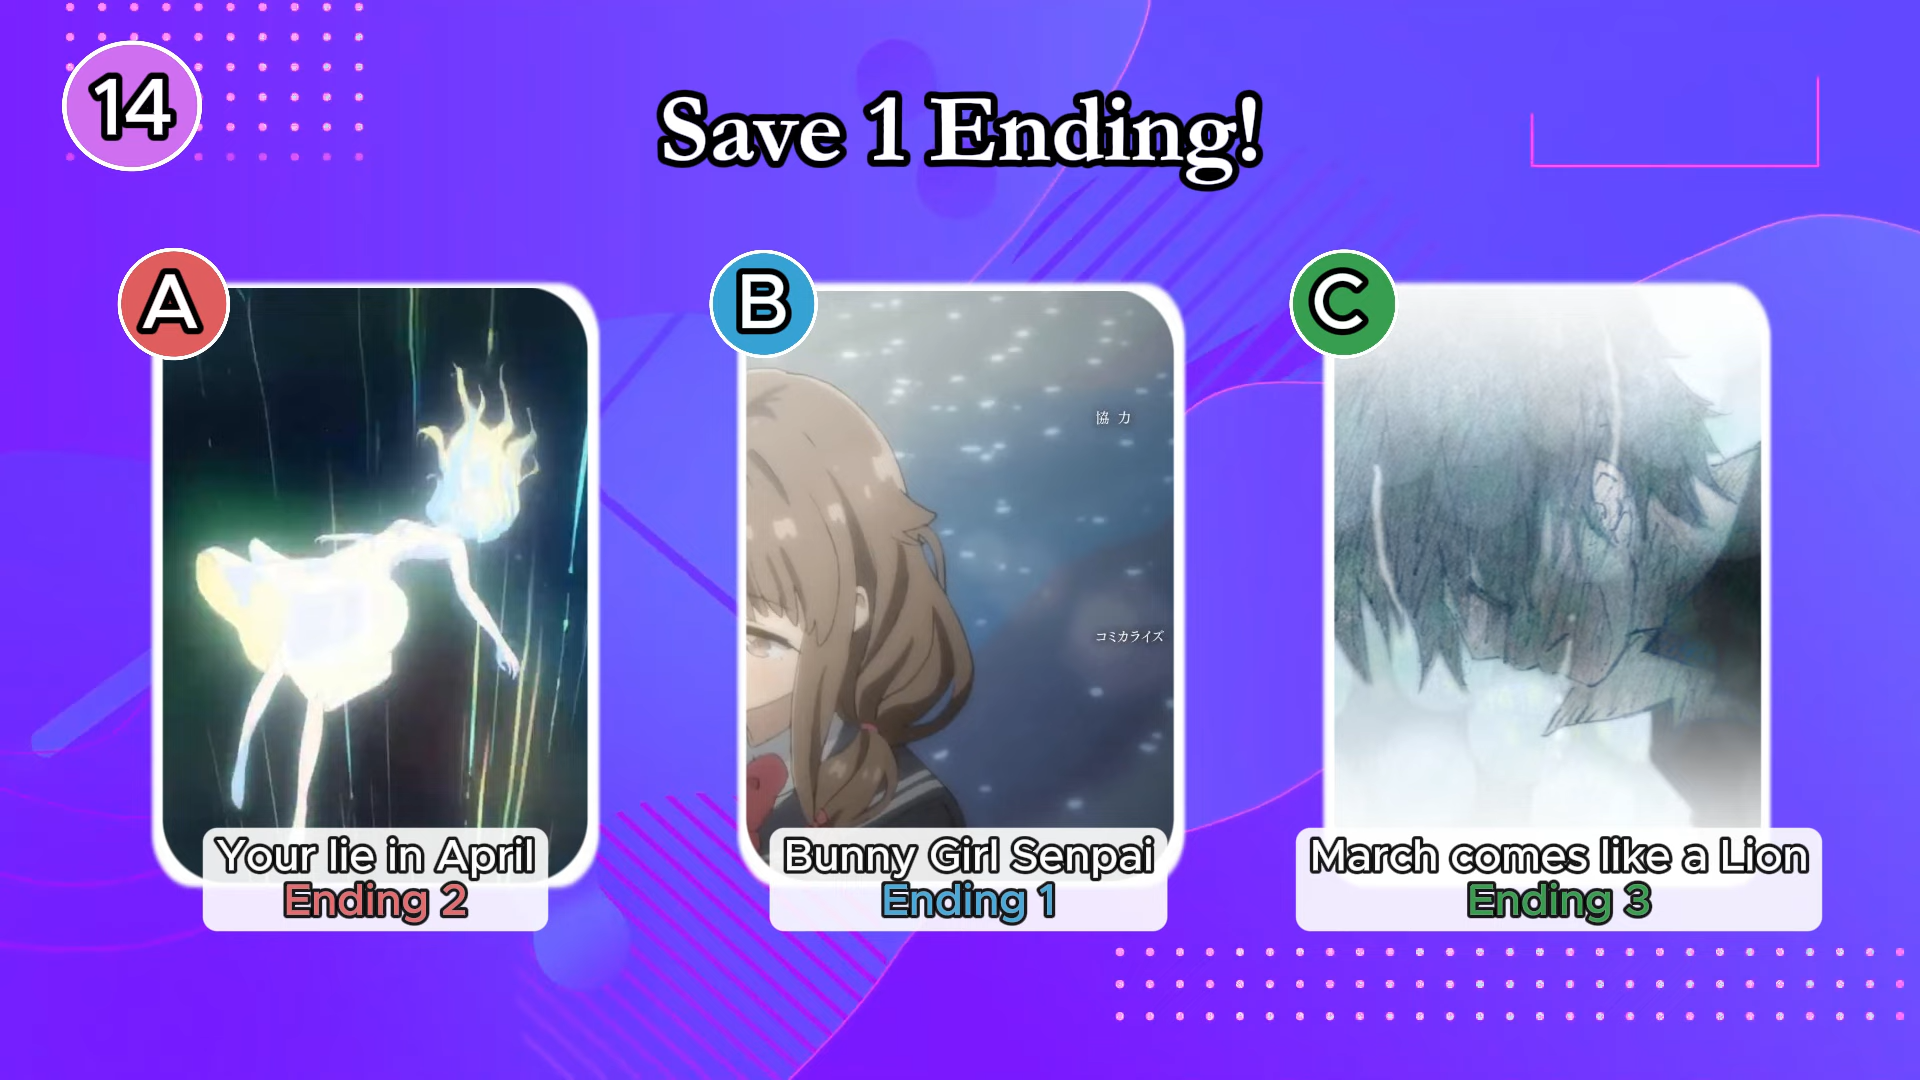 14
Save 1 Ending!
A
B
C
協力
コミカライズ
Your lie in April
Ending 2
Bunny Girl Senpai
Ending 1
March comes like a Lion
Ending 3